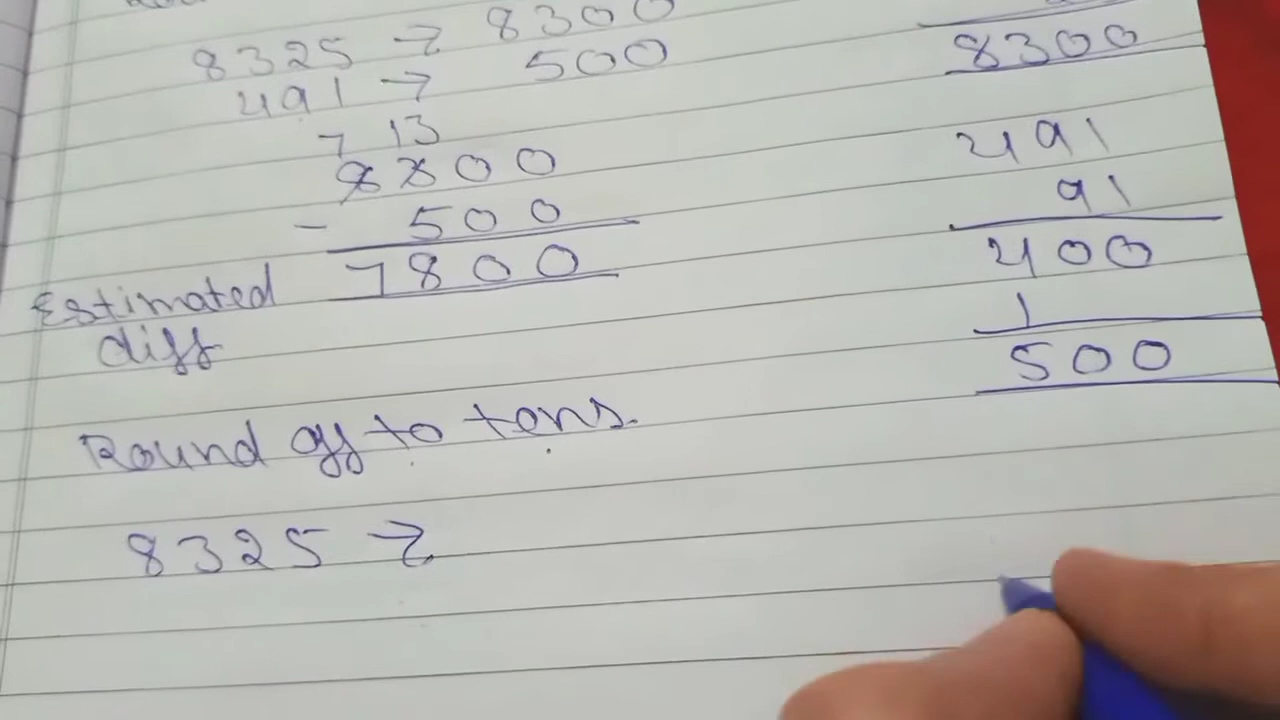 8325 → 8300
491 → 500
7 13
8300
- 500
7800
Estimated
diff
Round off to tens.
8325 →
8300
491
91
400
1
500